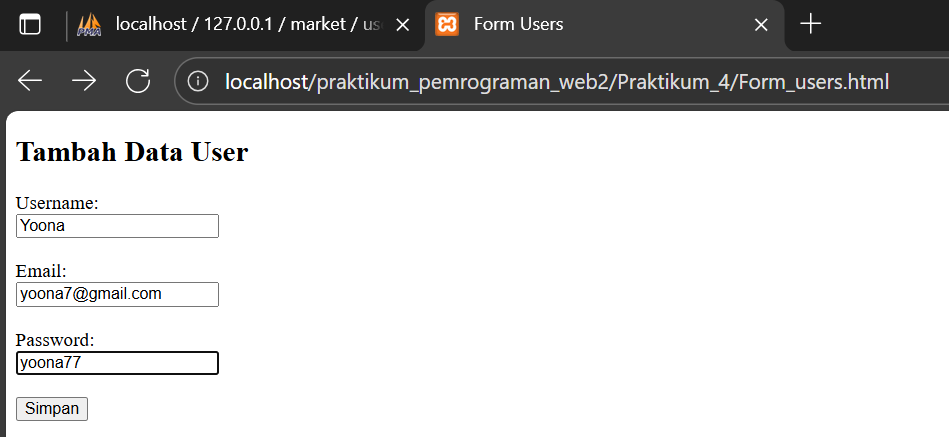 PMA localhost / 127.0.0.1 / market / us Form Users
localhost/praktikum_pemrograman_web2/Praktikum_4/Form_users.html
Tambah Data User
Username:
Yoona
Email:
yoona7@gmail.com
Password:
yoona77
Simpan